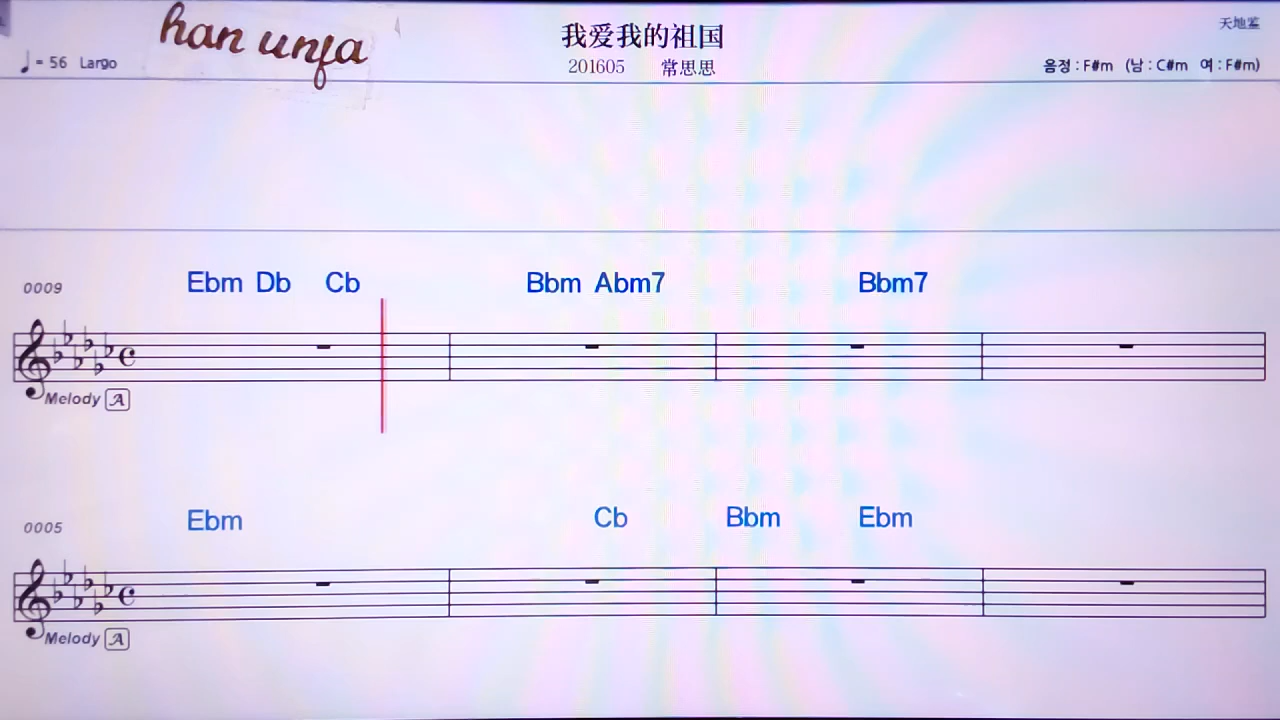 han unja
我爱我的祖国
天地鉴
♩= 56 Largo
201605 常思思
음정 : F#m (남 : C#m 여 : F#m)
0009
Ebm Db Cb Bbm Abm7 Bbm7
Melody A
0005
Ebm Cb Bbm Ebm
Melody A